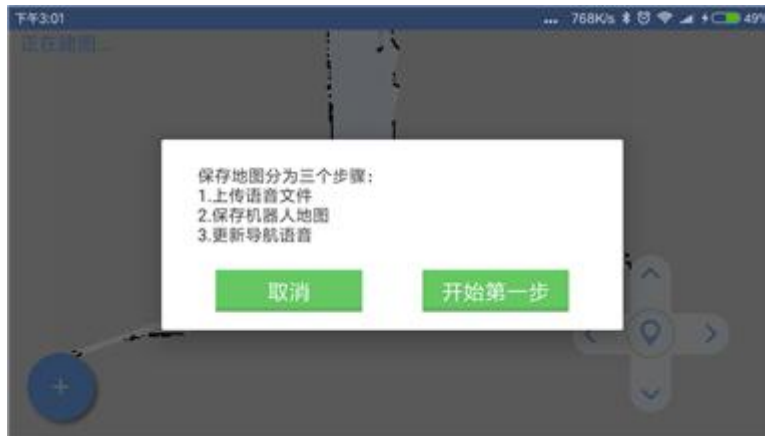 下午3:01
... 768K/s 49%
正在建图...
保存地图分为三个步骤：
1.上传语音文件
2.保存机器人地图
3.更新导航语音
取消
开始第一步